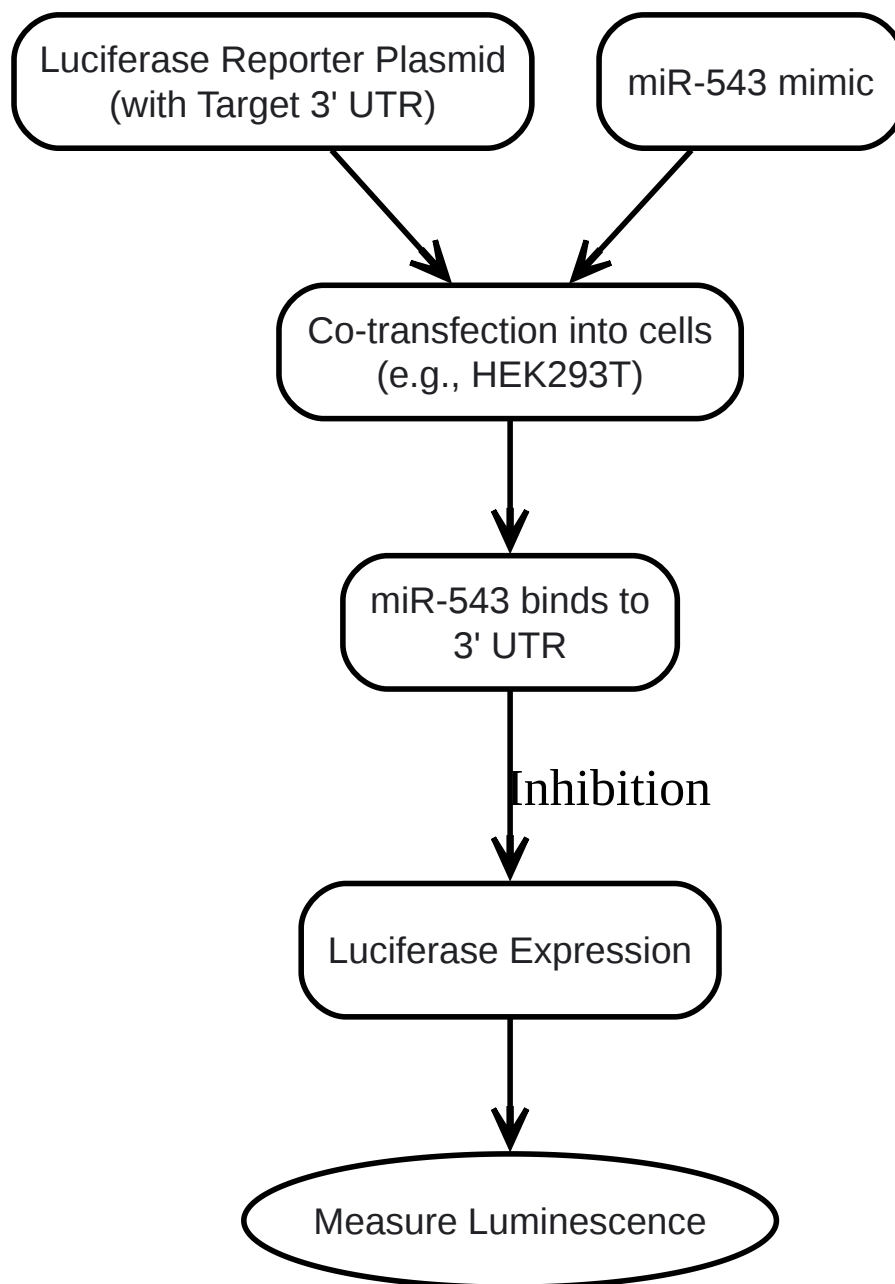 Luciferase Reporter Plasmid
(with Target 3' UTR)
miR-543 mimic
Co-transfection into cells
(e.g., HEK293T)
miR-543 binds to
3' UTR
Inhibition
Luciferase Expression
Measure Luminescence